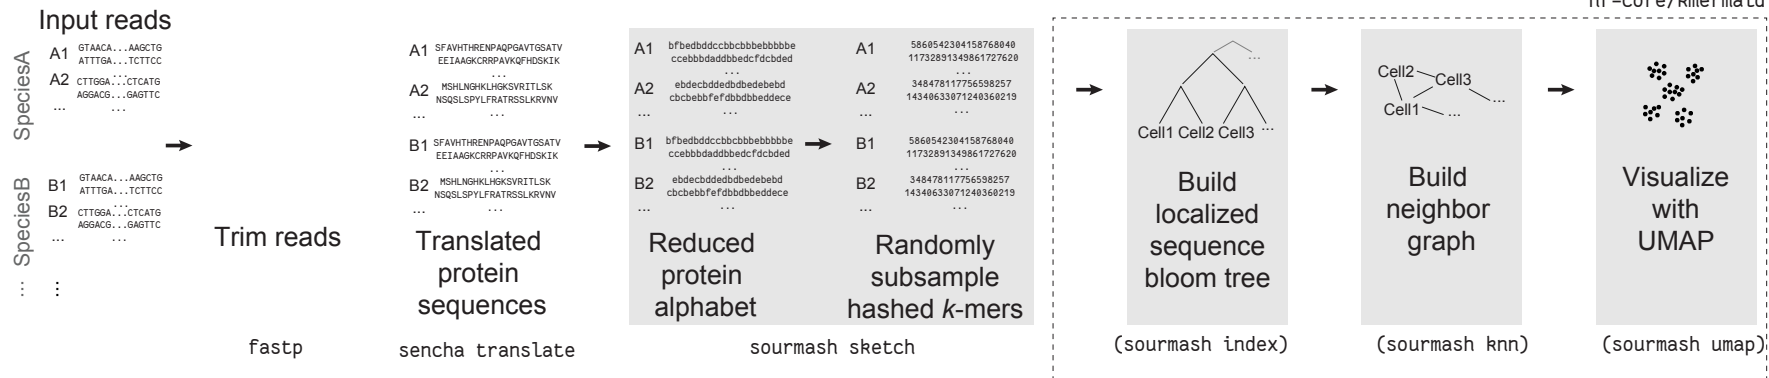 nf-core/kmermaid
Input reads
SpeciesA
A1 GTAACA...AAGCTG
ATTTGA...TCTTCC
...
A2 CTTGGA...CTCATG
AGGACG...GAGTTC
... ...
SpeciesB
B1 GTAACA...AAGCTG
ATTTGA...TCTTCC
...
B2 CTTGGA...CTCATG
AGGACG...GAGTTC
... ...
... ...
Trim reads
fastp
A1 SFAVHTHRENPAQPGAVTGSATV
EEIAAGKCRRPAVKQFHDSKIK
...
A2 MSHLNGHKLHGKSVRITLSK
NSQSLSPYLFRATRSSLKRVNV
... ...
B1 SFAVHTHRENPAQPGAVTGSATV
EEIAAGKCRRPAVKQFHDSKIK
...
B2 MSHLNGHKLHGKSVRITLSK
NSQSLSPYLFRATRSSLKRVNV
... ...
Translated
protein
sequences
sencha translate
A1 bfbedbddccbbcbbbebbbbbe
ccebbbdaddbbedcfdcbded
...
A2 ebdecbddedbdbedebebd
cbcbebbfefdbbdbbeddece
... ...
B1 bfbedbddccbbcbbbebbbbbe
ccebbbdaddbbedcfdcbded
...
B2 ebdecbddedbdbedebebd
cbcbebbfefdbbdbbeddece
... ...
Reduced
protein
alphabet
A1 5860542304158768040
11732891349861727620
...
A2 348478117756598257
14340633071240360219
... ...
B1 5860542304158768040
11732891349861727620
...
B2 348478117756598257
14340633071240360219
... ...
Randomly
subsample
hashed k-mers
sourmash sketch
...
Cell1 Cell2 Cell3 ...
Build
localized
sequence
bloom tree
(sourmash index)
Cell2 Cell3
Cell1 ... ...
Build
neighbor
graph
(sourmash knn)
Visualize
with
UMAP
(sourmash umap)